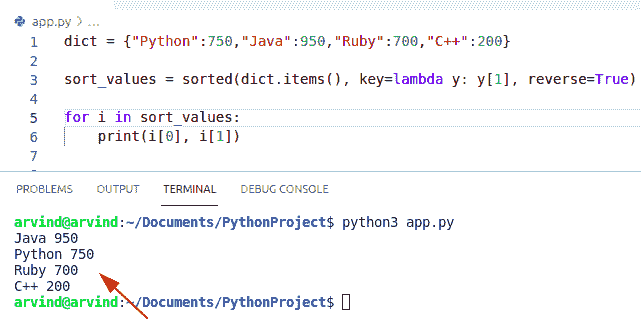 app.py > ...
1 dict = {"Python":750,"Java":950,"Ruby":700,"C++":200}
2
3 sort_values = sorted(dict.items(), key=lambda y: y[1], reverse=True)
4
5 for i in sort_values:
6     print(i[0], i[1])
7
PROBLEMS OUTPUT TERMINAL DEBUG CONSOLE
arvind@arvind:~/Documents/PythonProject$ python3 app.py
Java 950
Python 750
Ruby 700
C++ 200
arvind@arvind:~/Documents/PythonProject$